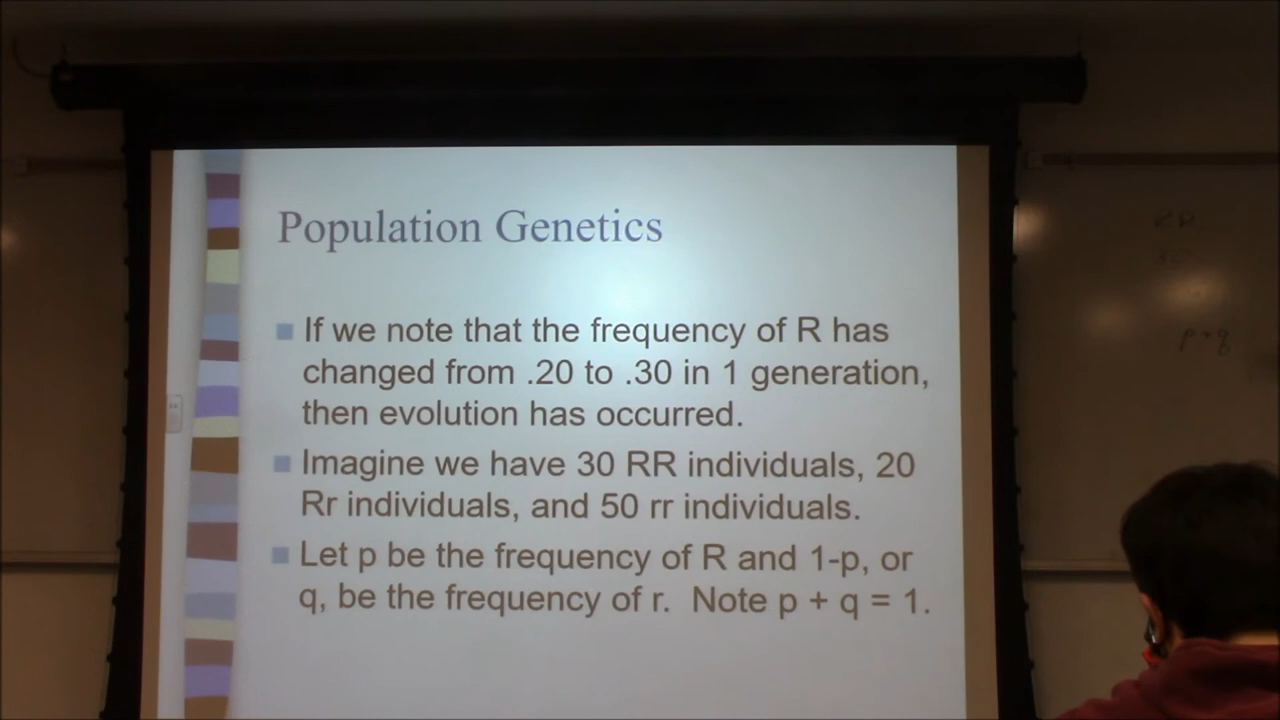 Population Genetics
If we note that the frequency of R has
changed from .20 to .30 in 1 generation,
then evolution has occurred.
Imagine we have 30 RR individuals, 20
Rr individuals, and 50 rr individuals.
Let p be the frequency of R and 1-p, or
q, be the frequency of r. Note p + q = 1.